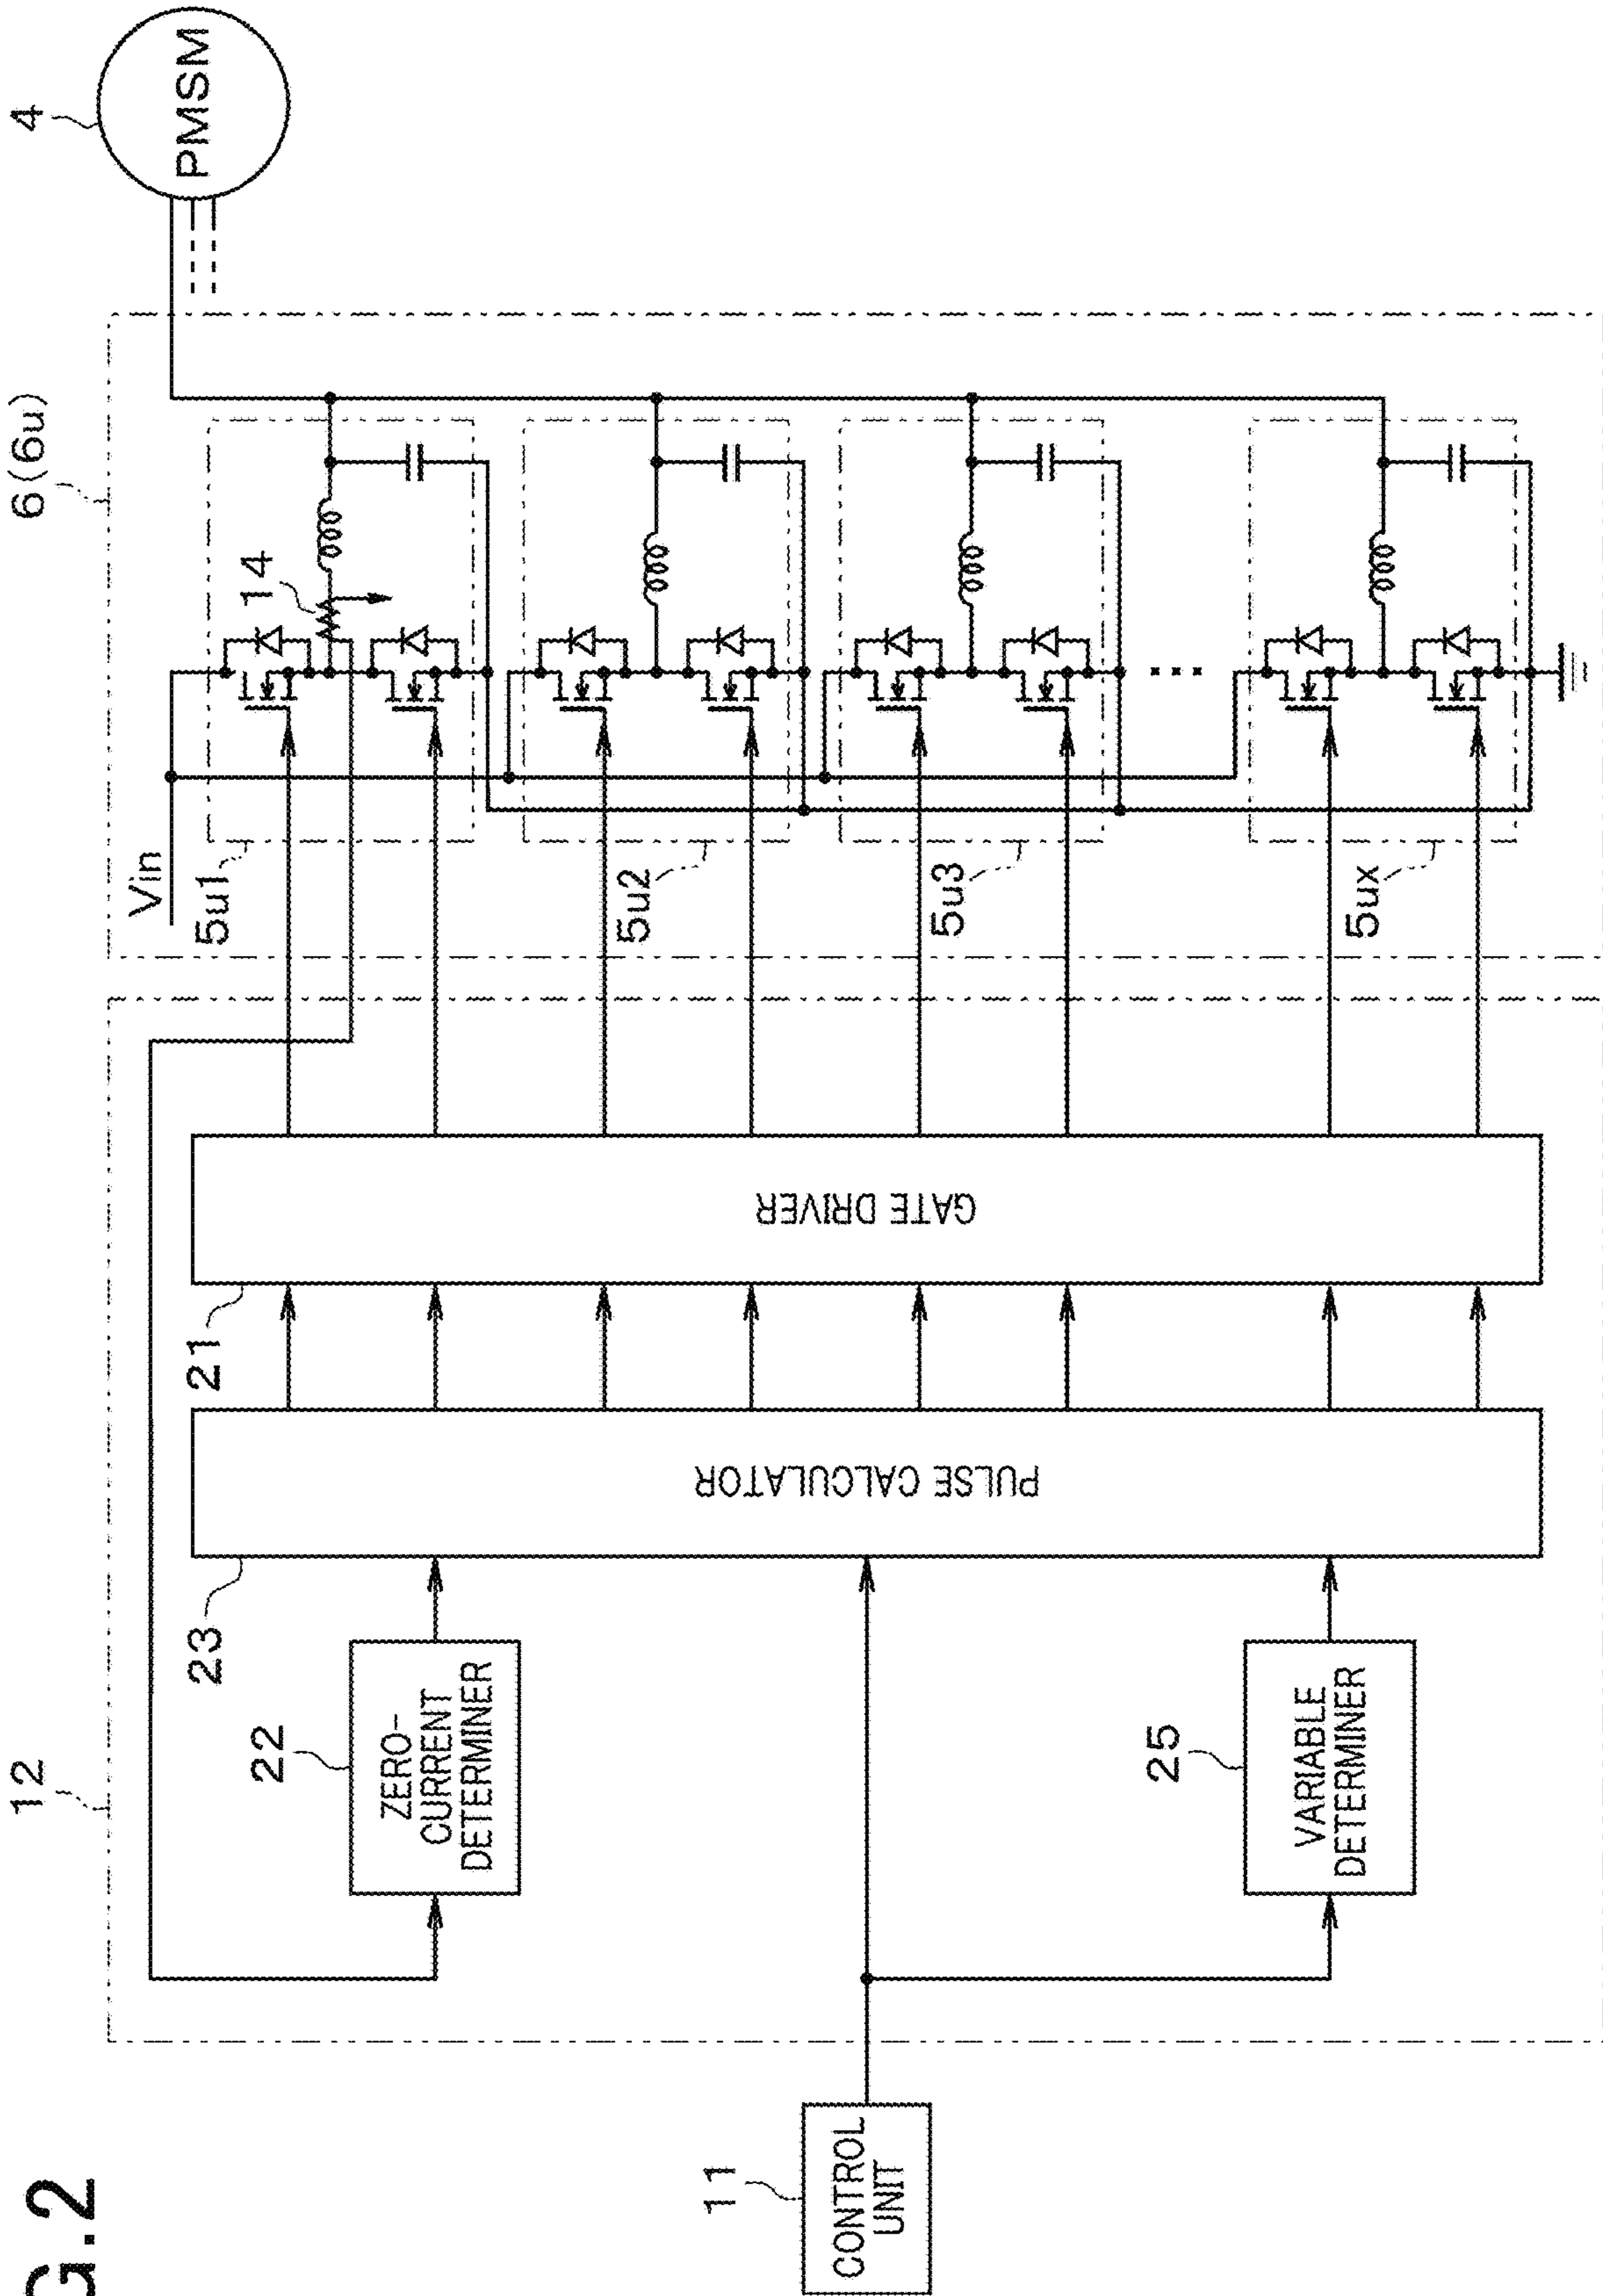 G.2
12
6(6u)
4
PMSM
Vin
14
5u1
5u2
5u3
5ux
21
GATE DRIVER
23
PULSE CALCULATOR
22
ZERO-
CURRENT
DETERMINER
25
VARIABLE
DETERMINER
11
CONTROL
UNIT